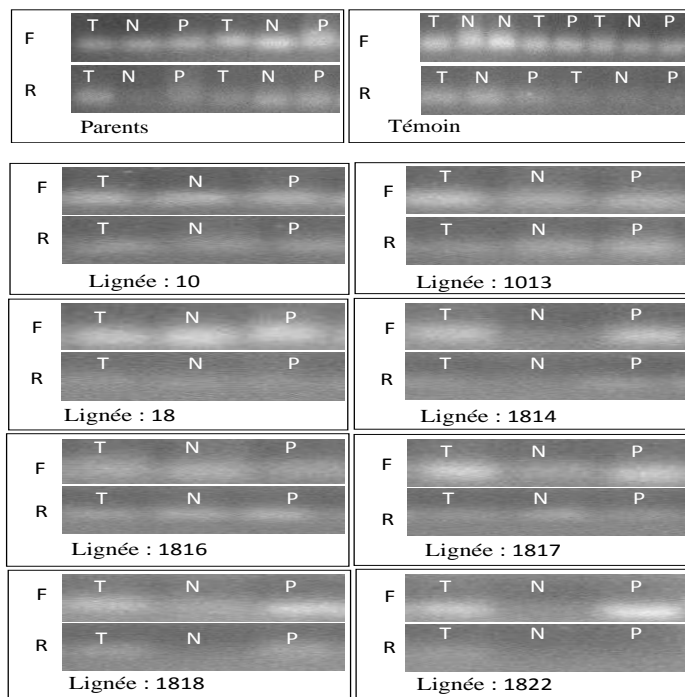 T N P T N P
F
T N P T N P
R
Parents
T N N T P T N P
F
T N P T N P
R
Témoin
T N P
F
T N P
R
Lignée : 10
T N P
F
T N P
R
Lignée : 1013
T N P
F
T N P
R
Lignée : 18
T N P
F
T N P
R
Lignée : 1814
T N P
F
T N P
R
Lignée : 1816
T N P
F
T N P
R
Lignée : 1817
T N P
F
T N P
R
Lignée : 1818
T N P
F
T N P
R
Lignée : 1822